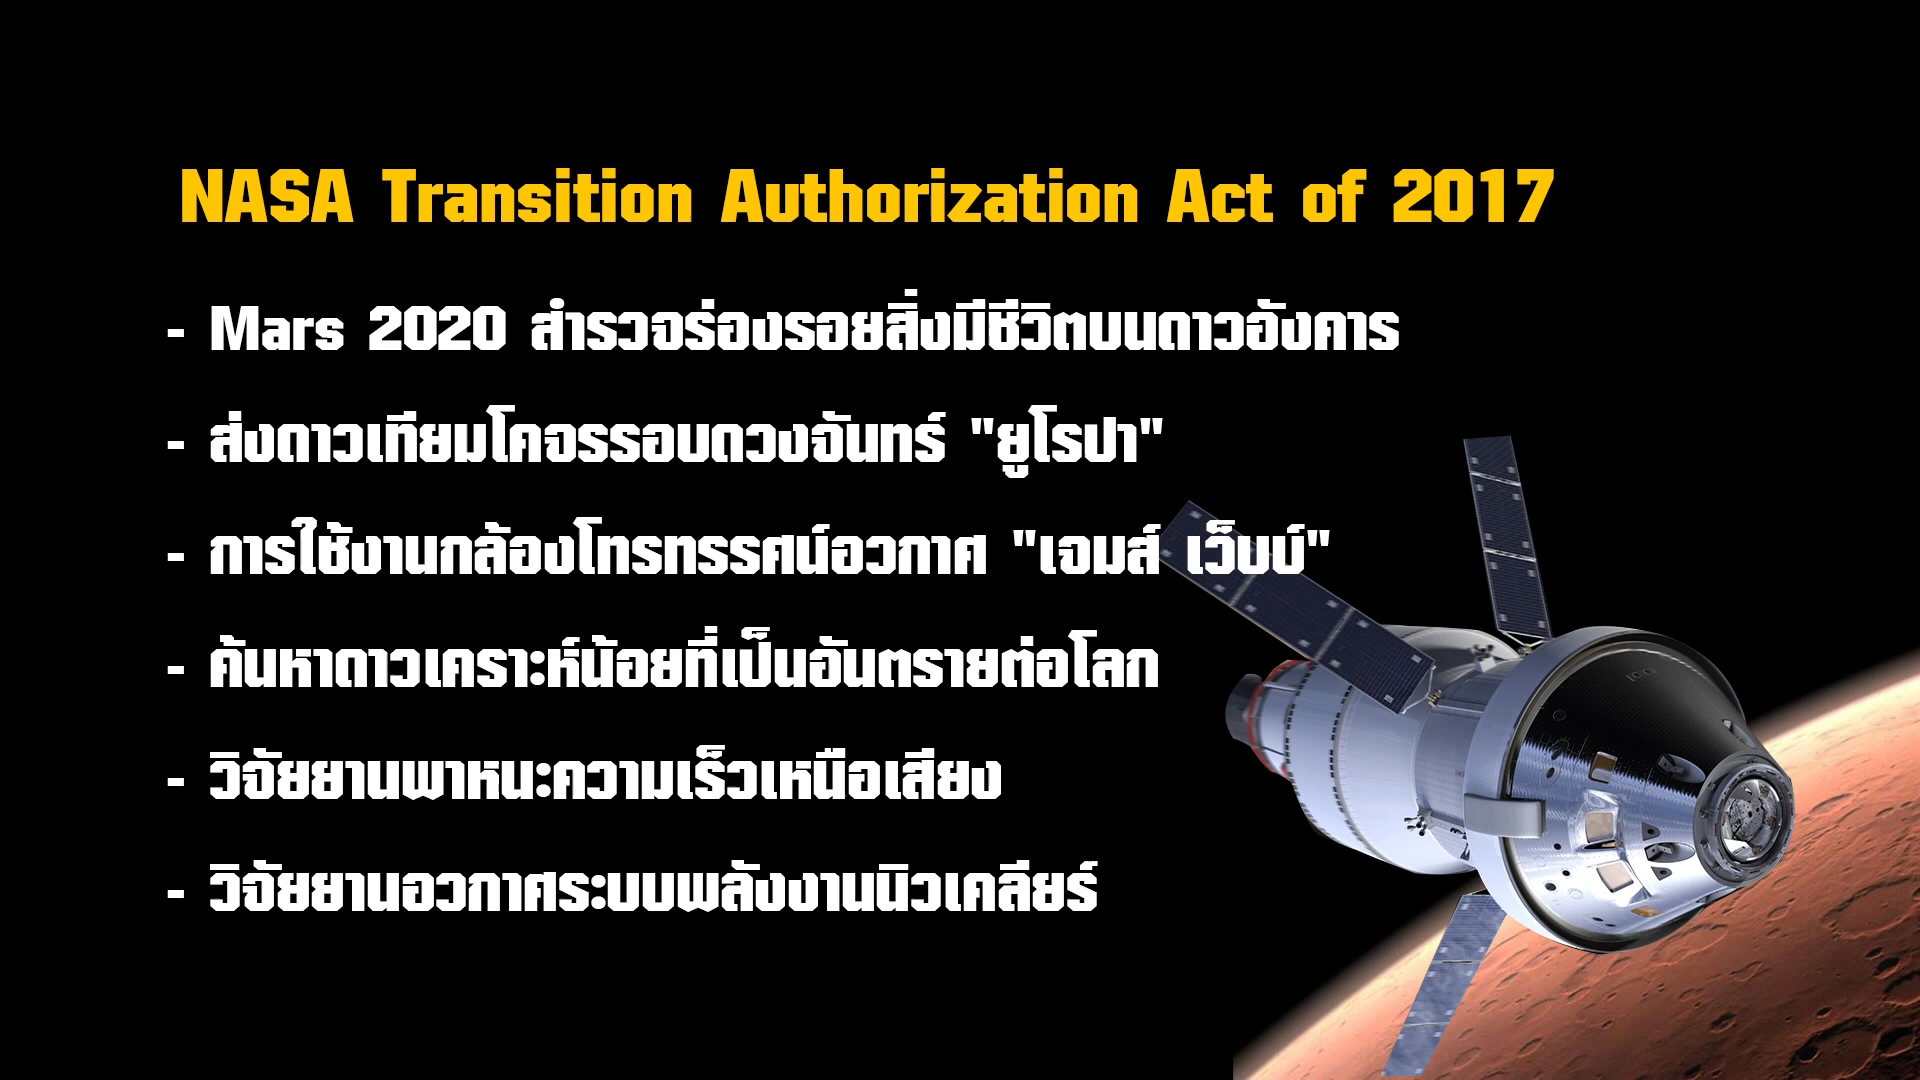 NASA Transition Authorization Act of 2017
- Mars 2020 สำรวจร่องรอยสิ่งมีชีวิตบนดาวอังคาร
- ส่งดาวเทียมโคจรรอบดวงจันทร์ "ยูโรปา"
- การใช้งานกล้องโทรทรรศน์อวกาศ "เจมส์ เว็บบ์"
- ค้นหาดาวเคราะห์น้อยที่เป็นอันตรายต่อโลก
- วิจัยยานพาหนะความเร็วเหนือเสียง
- วิจัยยานอวกาศระบบพลังงานนิวเคลียร์